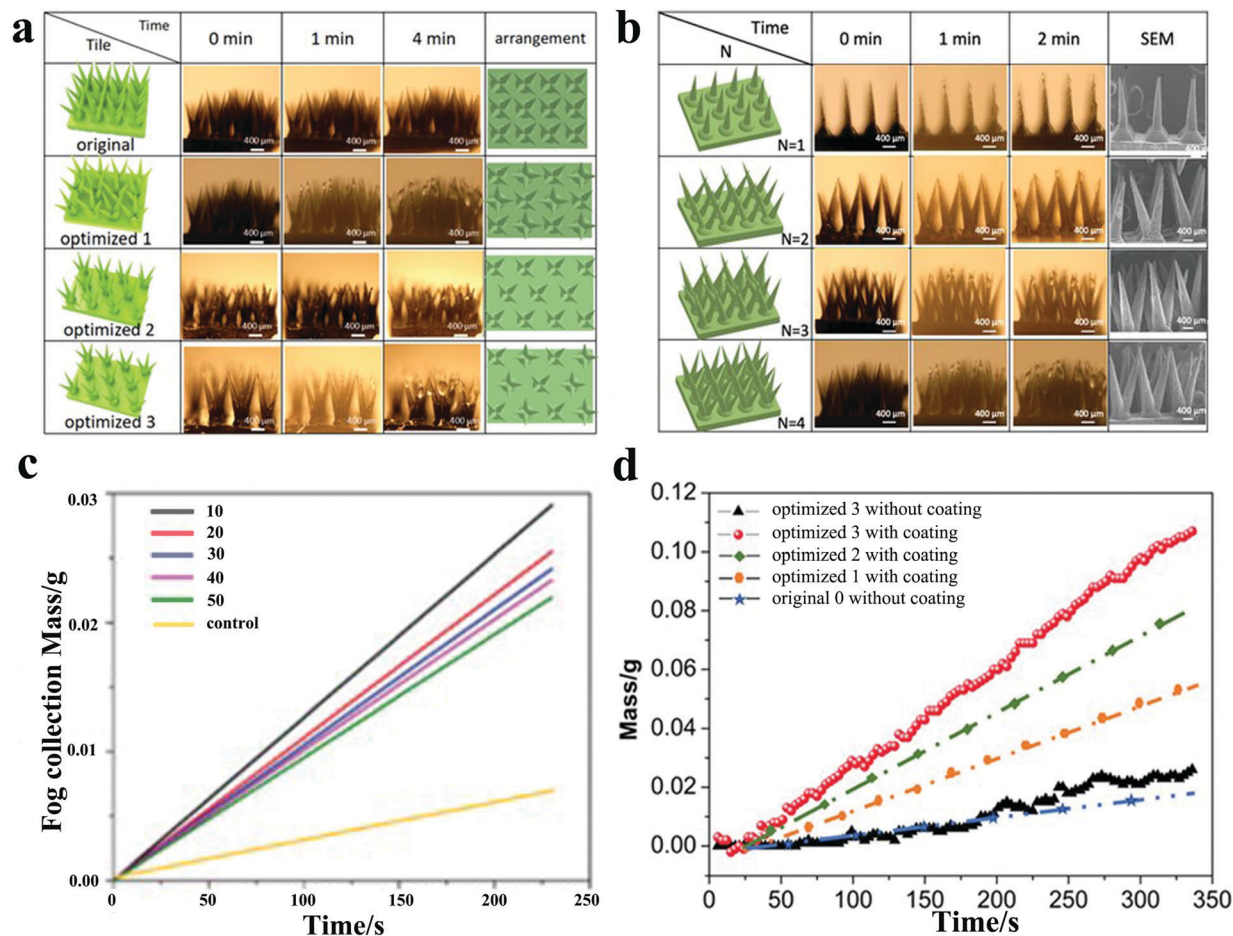 a
Time
Tile
0 min
1 min
4 min
arrangement
original
400 μm
400 μm
400 μm
optimized 1
400 μm
400 μm
400 μm
optimized 2
400 μm
400 μm
400 μm
optimized 3
400 μm
400 μm
400 μm
b
Time
N
0 min
1 min
2 min
SEM
N=1
400 μm
400 μm
400 μm
N=2
400 μm
400 μm
400 μm
400 μm
N=3
400 μm
400 μm
400 μm
400 μm
N=4
400 μm
400 μm
400 μm
400 μm
c
Fog collection Mass/g
0.03
0.02
0.01
0.00
10
20
30
40
50
control
50
100
150
200
250
Time/s
d
Mass/g
0.12
0.10
0.08
0.06
0.04
0.02
0.00
optimized 3 without coating
optimized 3 with coating
optimized 2 with coating
optimized 1 with coating
original 0 without coating
0
50
100
150
200
250
300
350
Time/s